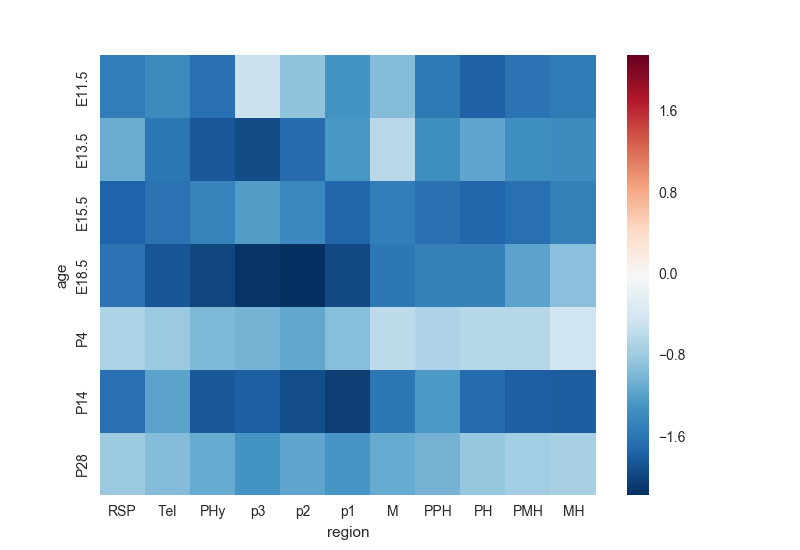 E11.5
E13.5
E15.5
E18.5
P4
P14
P28
age
RSP Tel PHy p3 p2 p1 M PPH PH PMH MH
region
1.6
0.8
0.0
−0.8
−1.6